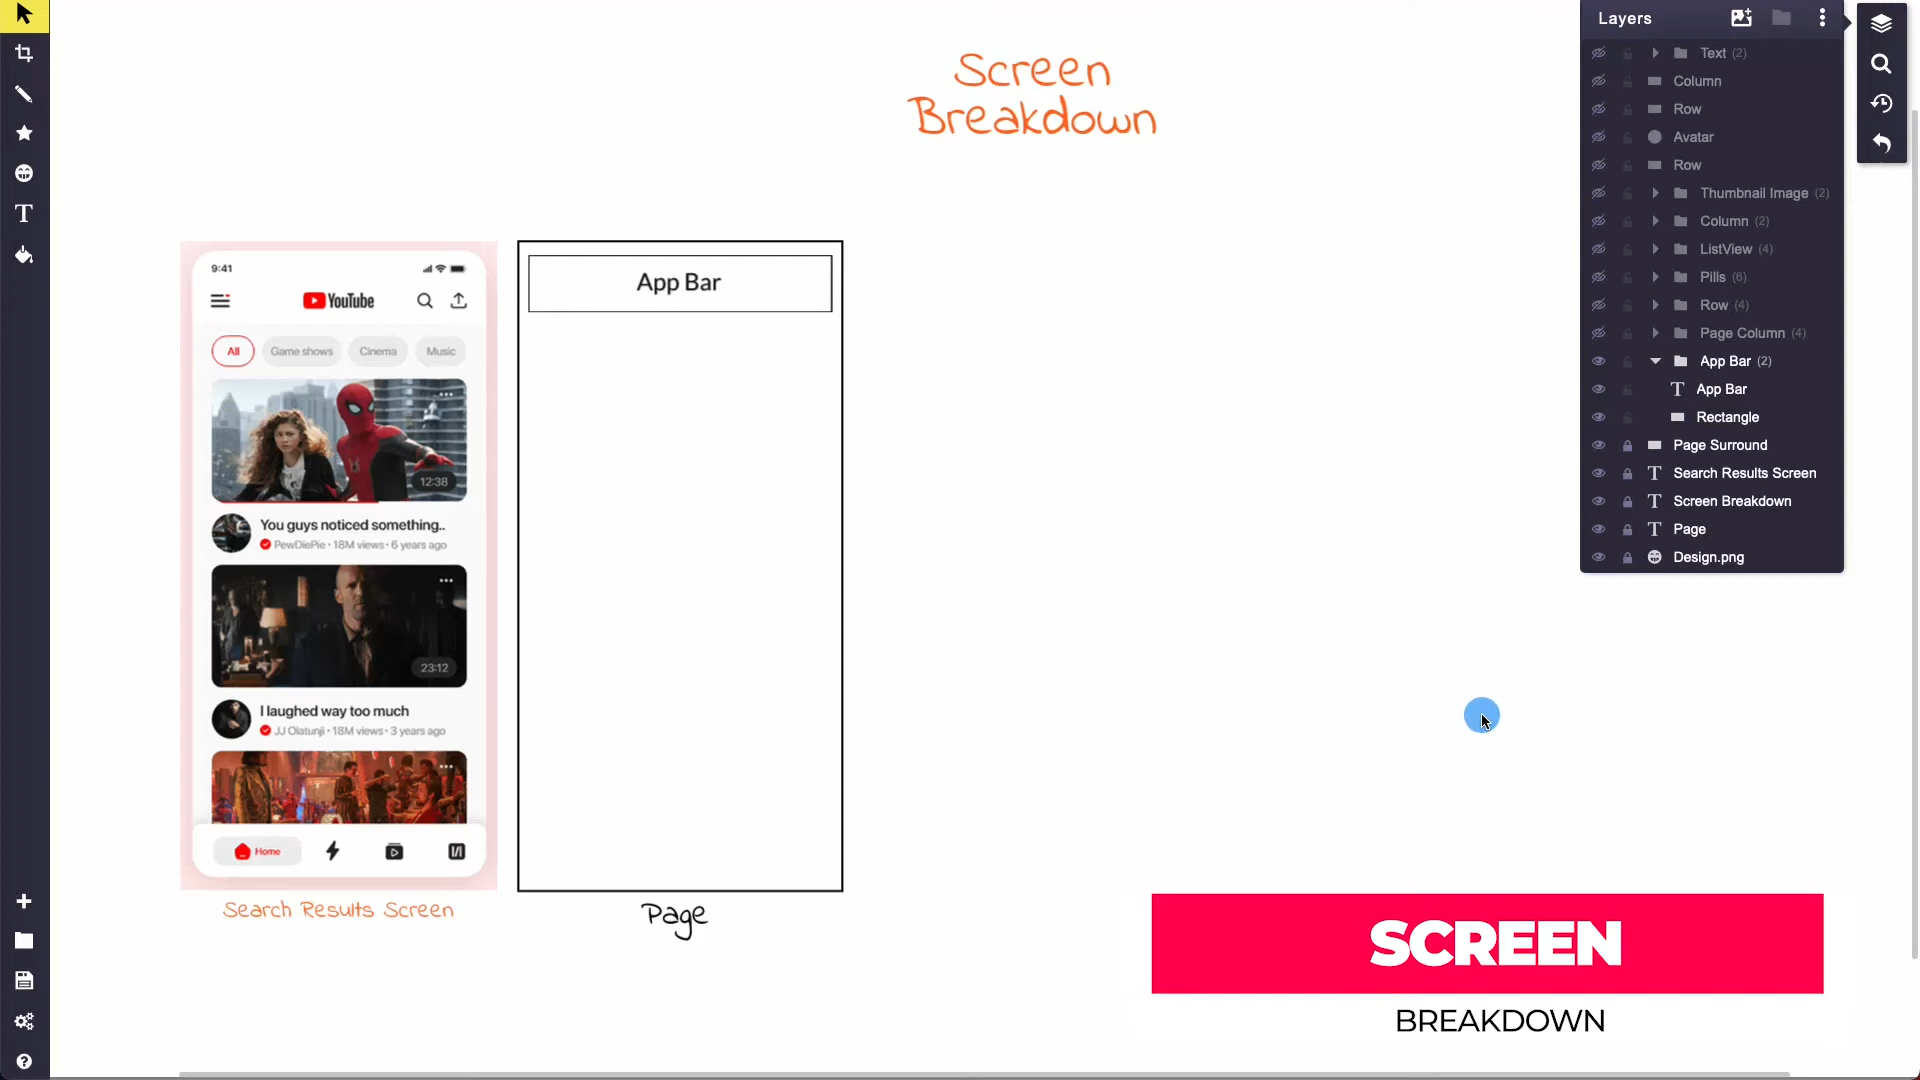 Screen
Breakdown
Layers
Text (2)
Column
Row
Avatar
Row
Thumbnail Image (2)
Column (2)
ListView (4)
Pills (6)
Row (4)
Page Column (4)
App Bar (2)
App Bar
Rectangle
Page Surround
Search Results Screen
Screen Breakdown
Page
Design.png
9:41
YouTube
All
Game shows
Cinema
Music
12:38
You guys noticed something..
PewDiePie • 18M views • 6 years ago
23:12
I laughed way too much
JJ Olatunji • 18M views • 3 years ago
Home
Search Results Screen
App Bar
Page
SCREEN
BREAKDOWN